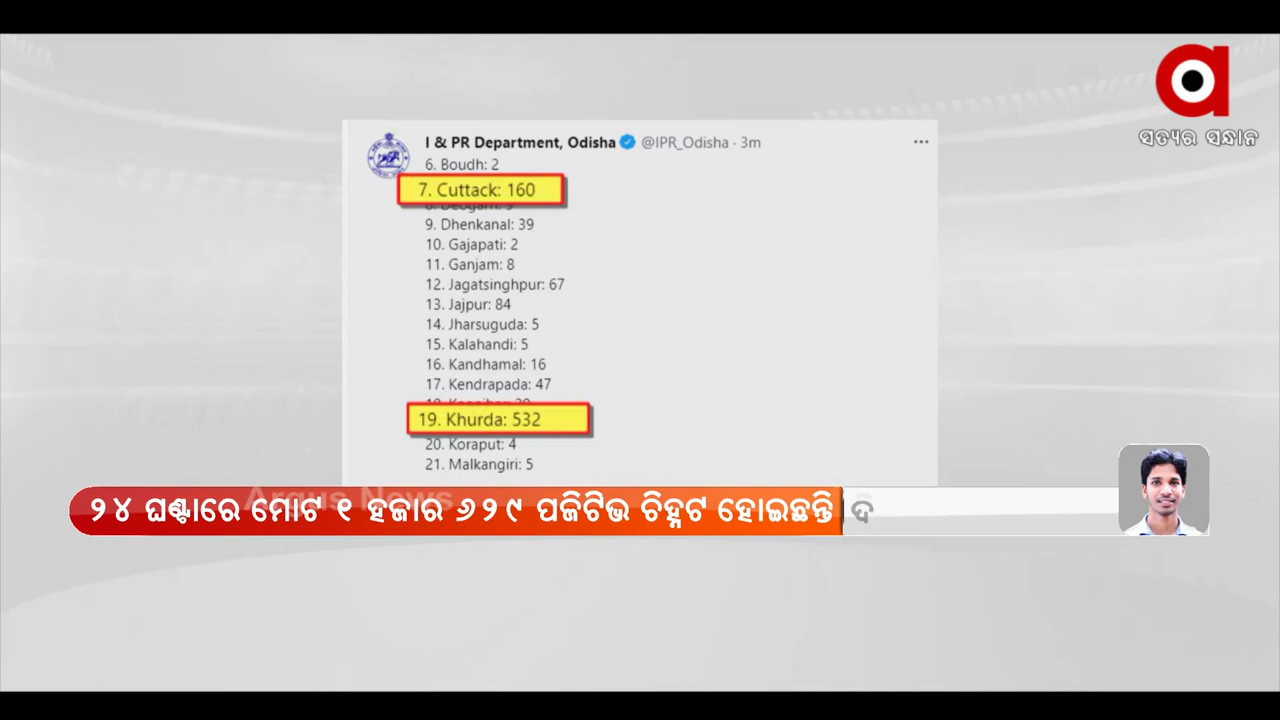 ସତ୍ୟର ସନ୍ଧାନ
I & PR Department, Odisha @IPR_Odisha · 3m
6. Boudh: 2
7. Cuttack: 160
9. Dhenkanal: 39
10. Gajapati: 2
11. Ganjam: 8
12. Jagatsinghpur: 67
13. Jajpur: 84
14. Jharsuguda: 5
15. Kalahandi: 5
16. Kandhamal: 16
17. Kendrapada: 47
19. Khurda: 532
20. Koraput: 4
21. Malkangiri: 5
Argus News
୨୪ ଘଣ୍ଟାରେ ମୋଟ ୧ ହଜାର ୬୨୯ ପଜିଟିଭ ଚିହ୍ନଟ ହୋଇଛନ୍ତି ଦ